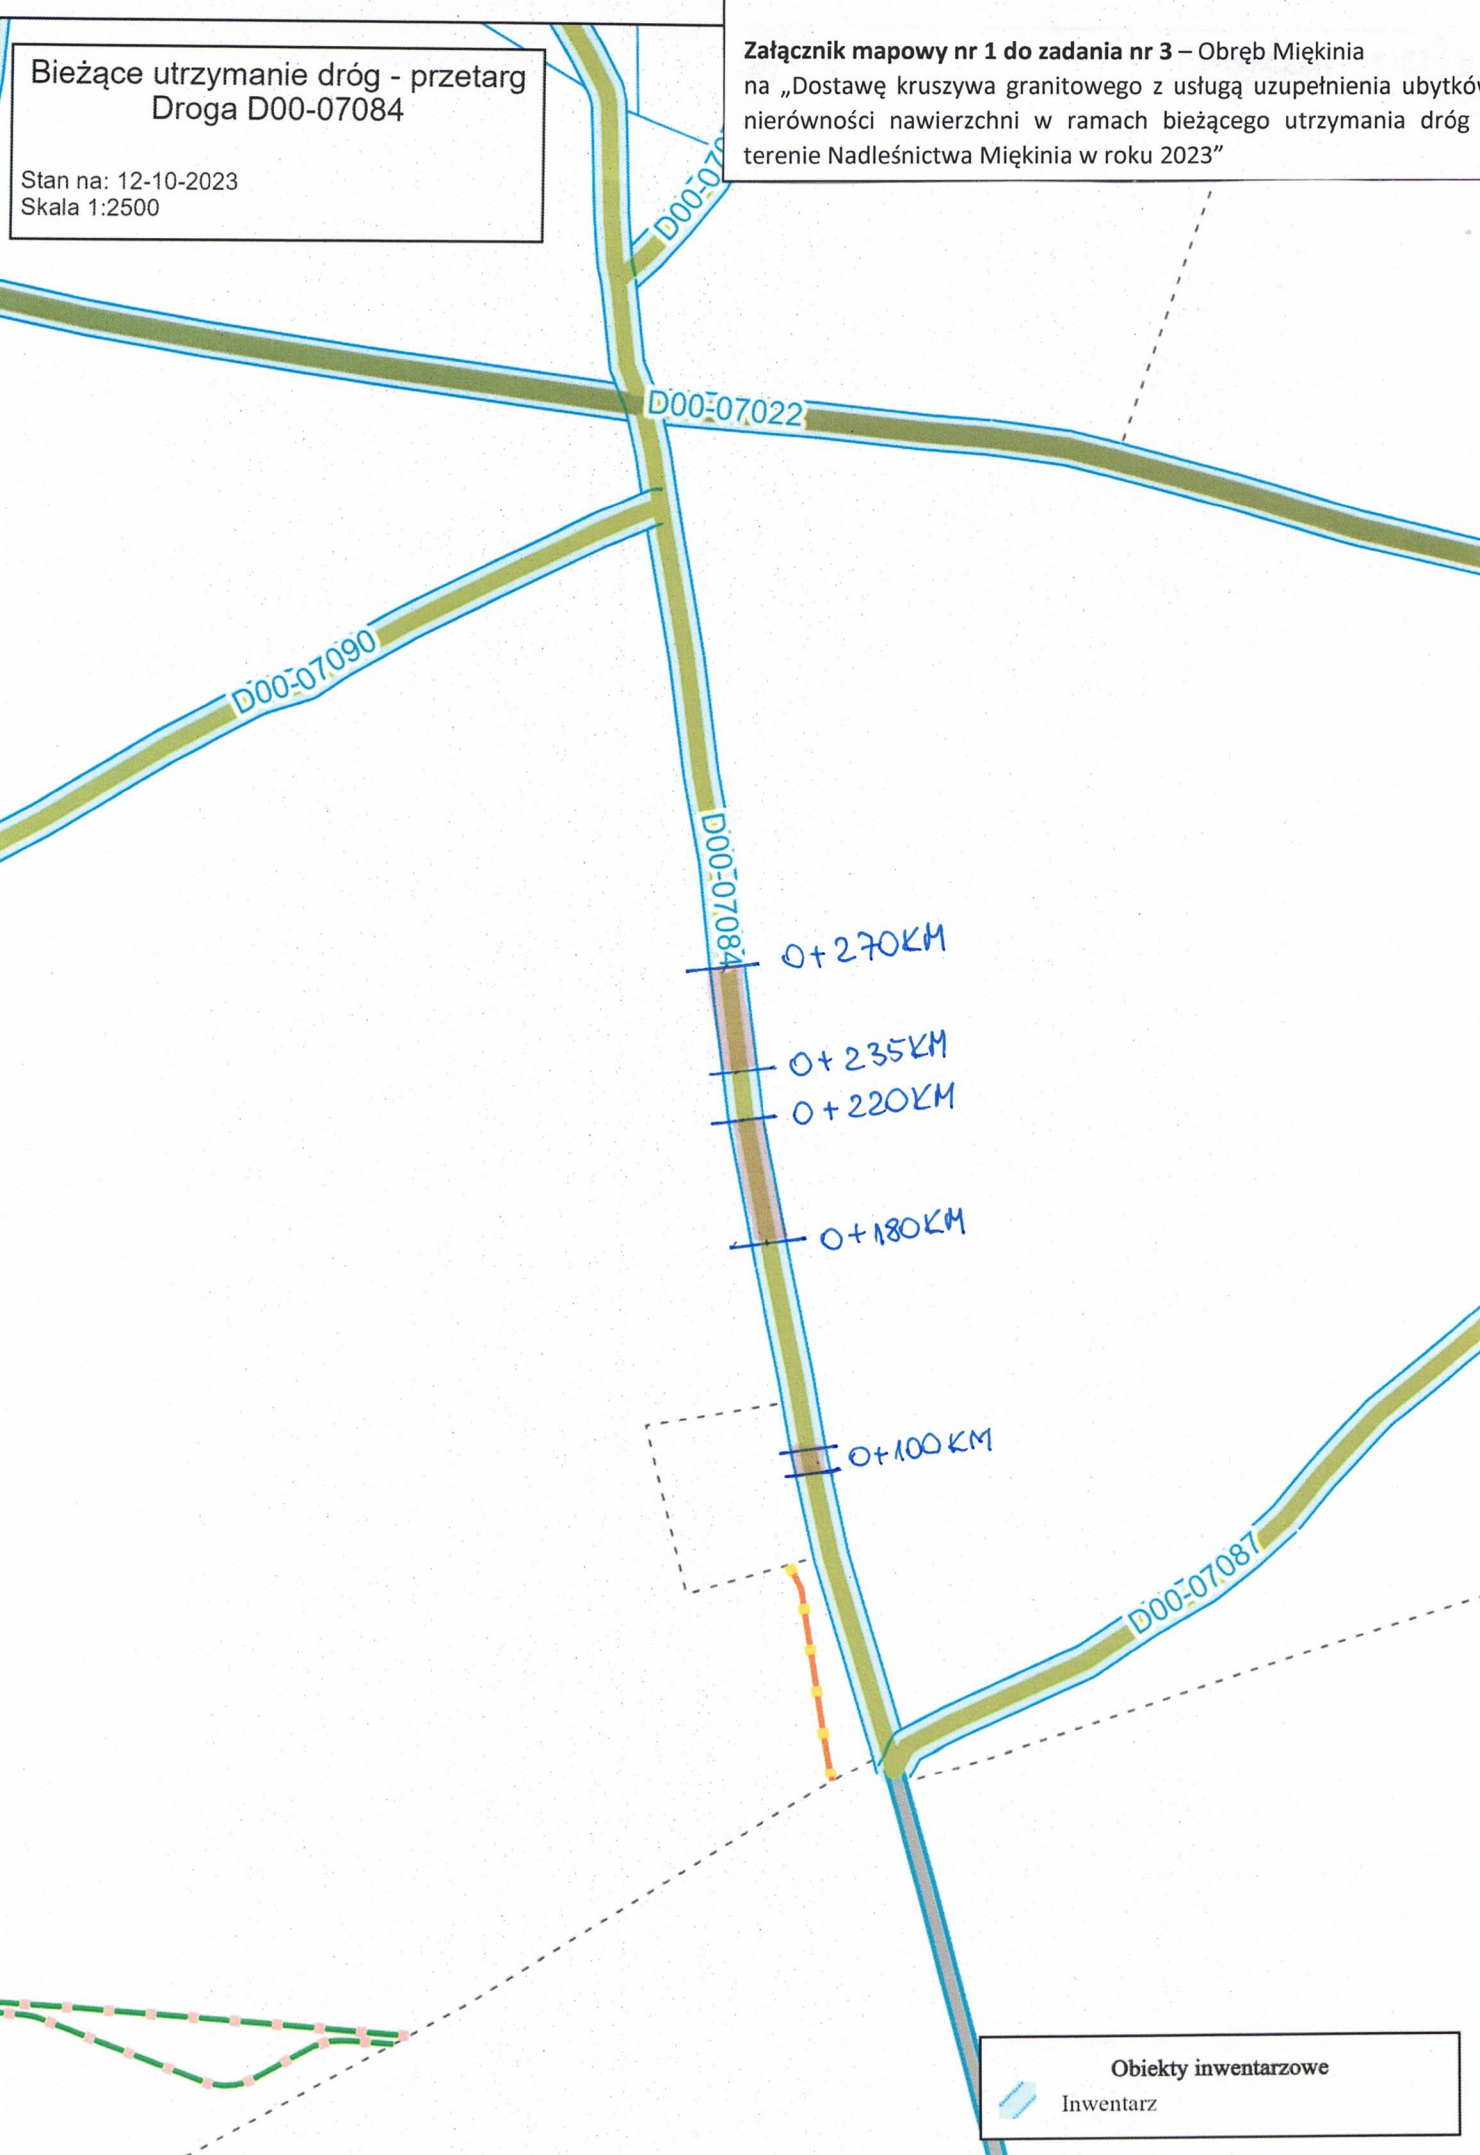 Bieżące utrzymanie dróg - przetarg
Droga D00-07084
Stan na: 12-10-2023
Skala 1:2500
Załącznik mapowy nr 1 do zadania nr 3 – Obręb Miękinia
na „Dostawę kruszywa granitowego z usługą uzupełnienia
nierówności nawierzchni w ramach bieżącego utrzymania dróg
terenie Nadleśnictwa Miękinia w roku 2023”
D00-07022
D00-07090
D00-07084
0+270KM
0+235KM
0+220KM
0+180KM
0+100KM
D00-07087
Obiekty inwentarzowe
Inwentarz